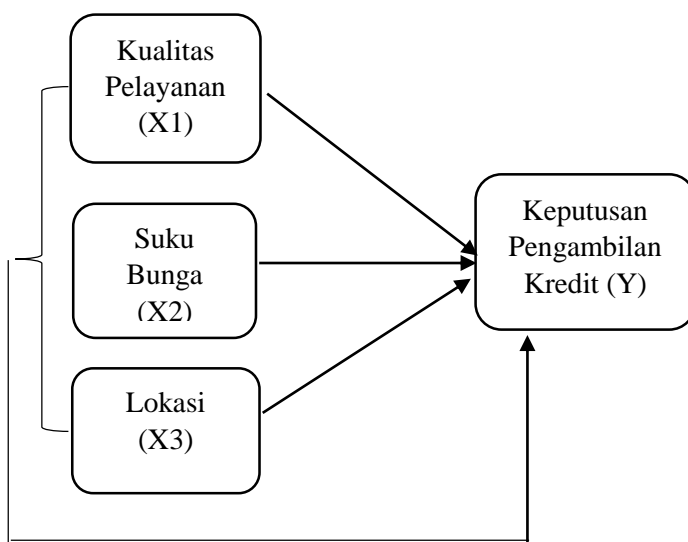 Kualitas
Pelayanan
(X1)
Suku
Bunga
(X2)
Lokasi
(X3)
Keputusan
Pengambilan
Kredit (Y)